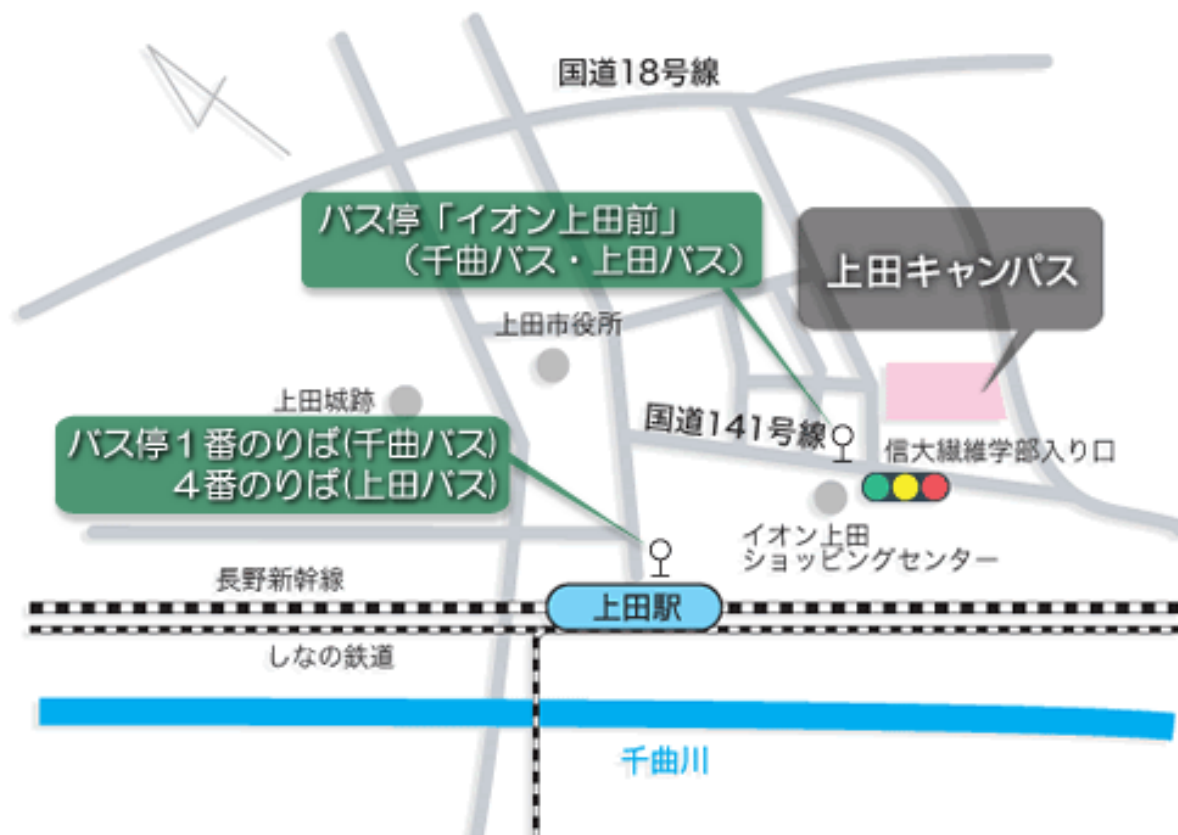 国道18号線
バス停「イオン上田前」
(千曲バス・上田バス)
上田キャンパス
上田市役所
上田城跡
国道141号線
バス停1番のりば(千曲バス)
4番のりば(上田バス)
信大繊維学部入り口
イオン上田
ショッピングセンター
長野新幹線
上田駅
しなの鉄道
千曲川